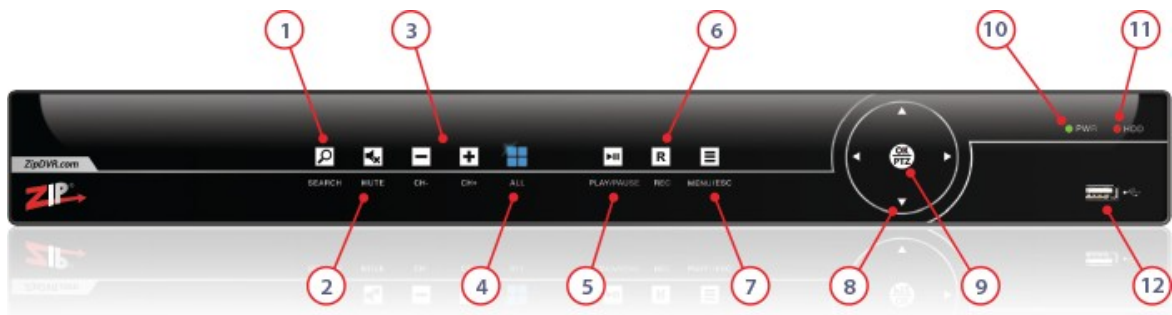 1 3 6 10 11
PWR HDD
ZipDVR.com
R OK
PTZ
SEARCH MUTE CH- CH+ ALL PLAY/PAUSE REC MENU/ESC
ZIP
2 4 5 7 8 9 12